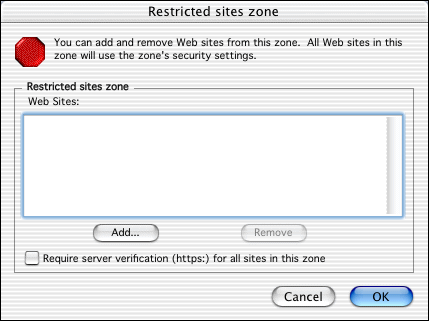 Restricted sites zone
You can add and remove Web sites from this zone.  All Web sites in this
zone will use the zone's security settings.
Restricted sites zone
Web Sites:
Add...
Remove
Require server verification (https:) for all sites in this zone
Cancel
OK